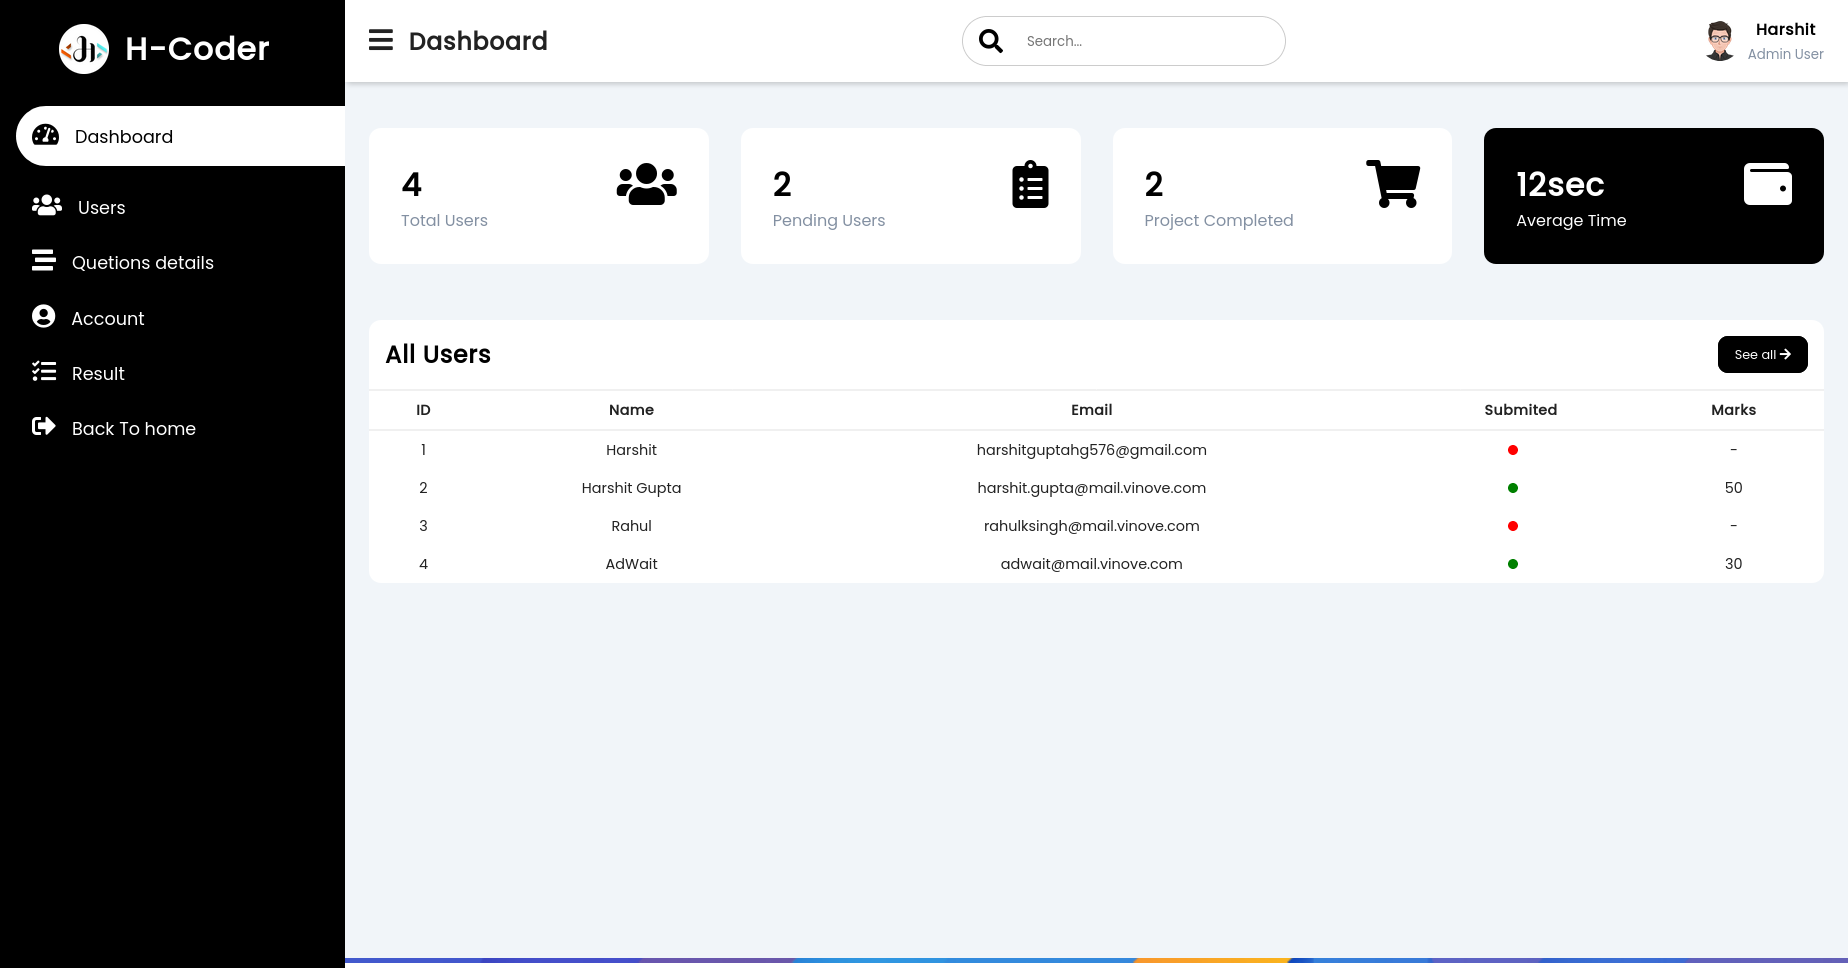 H-Coder
Dashboard
Users
Quetions details
Account
Result
Back To home
Dashboard
Search...
Harshit
Admin User
4
Total Users
2
Pending Users
2
Project Completed
12sec
Average Time
All Users
See all
ID Name Email Submited Marks
1 Harshit harshitguptahg576@gmail.com -
2 Harshit Gupta harshit.gupta@mail.vinove.com 50
3 Rahul rahulksingh@mail.vinove.com -
4 AdWait adwait@mail.vinove.com 30